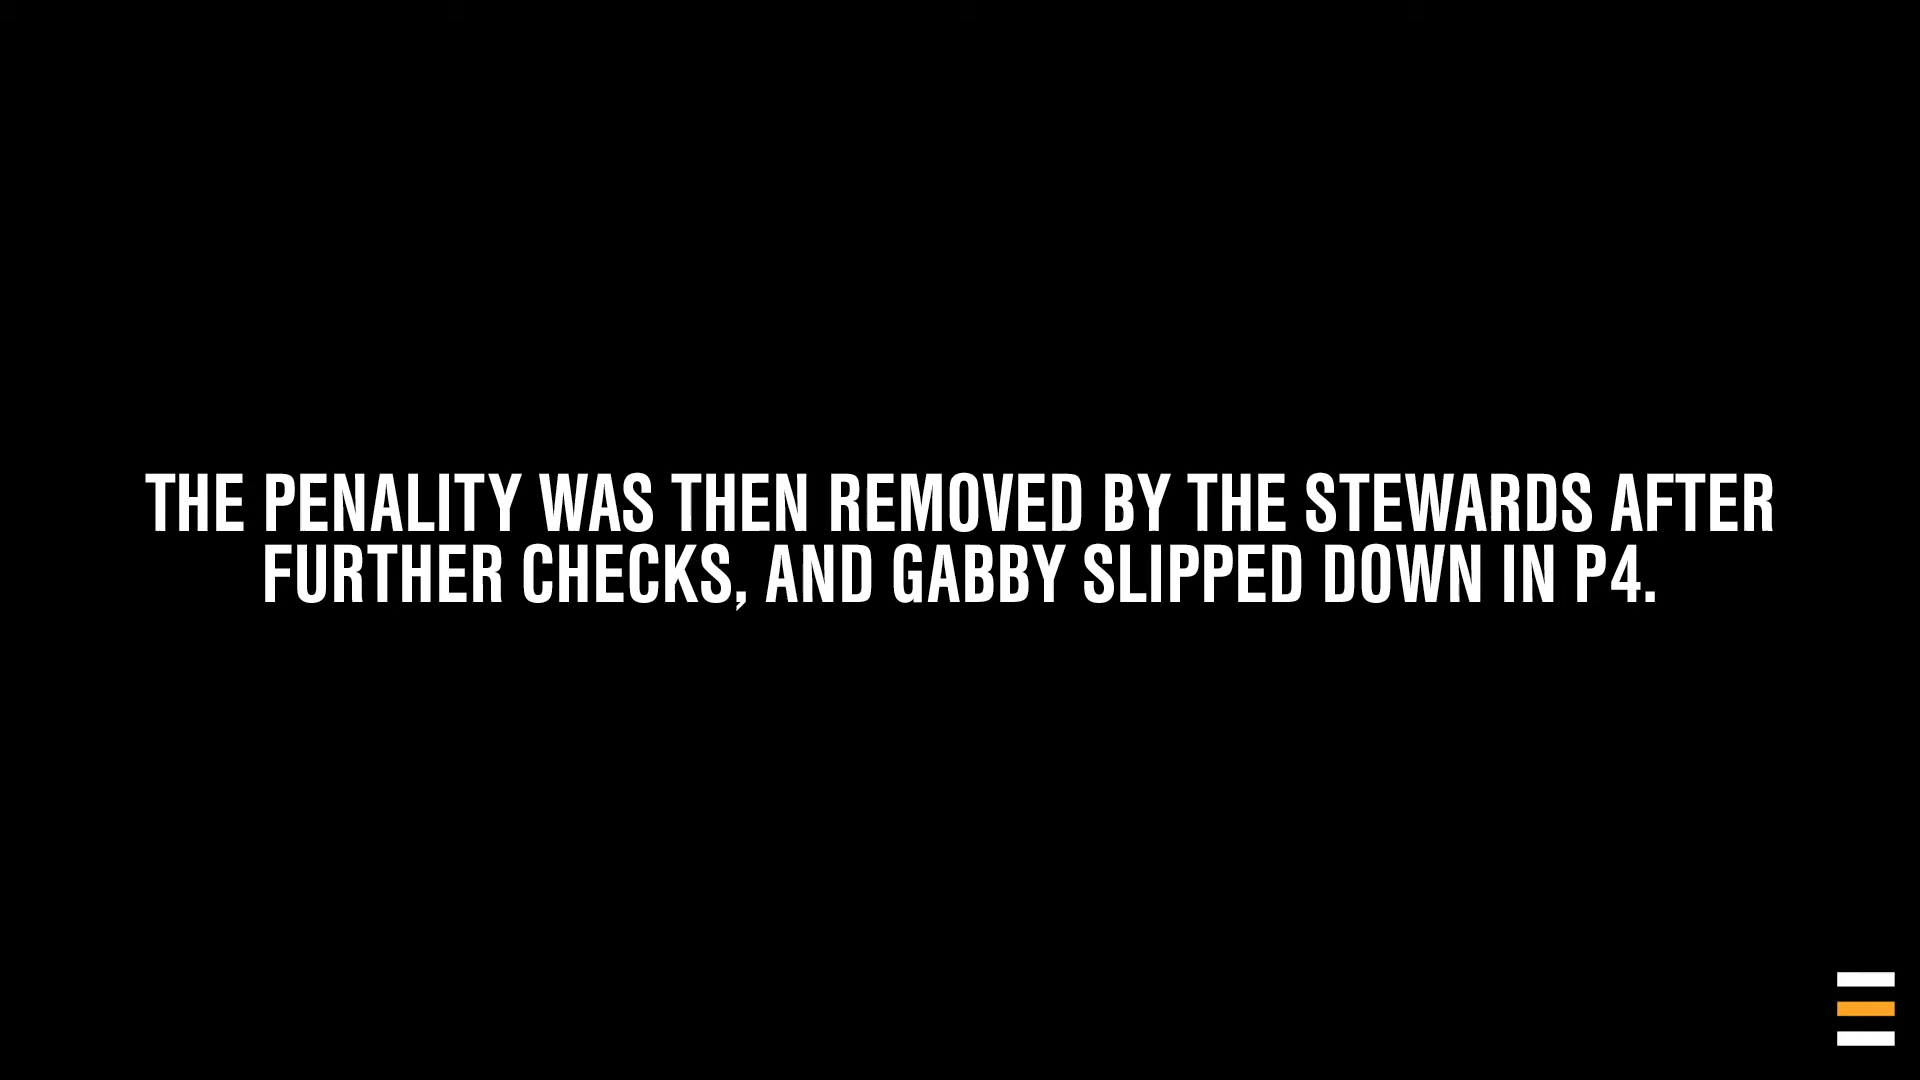 THE PENALITY WAS THEN REMOVED BY THE STEWARDS AFTER
FURTHER CHECKS, AND GABBY SLIPPED DOWN IN P4.